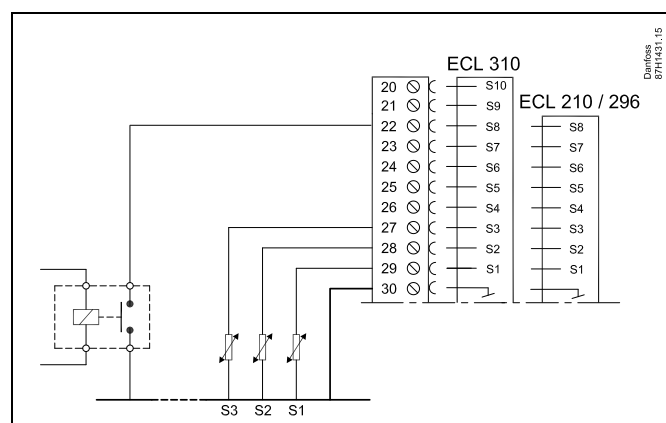 Danfoss
87H1431.15
ECL 310
ECL 210 / 296
20 S10
21 S9
22 S8 S8
23 S7 S7
24 S6 S6
25 S5 S5
26 S4 S4
27 S3 S3
28 S2 S2
29 S1 S1
30
S3 S2 S1